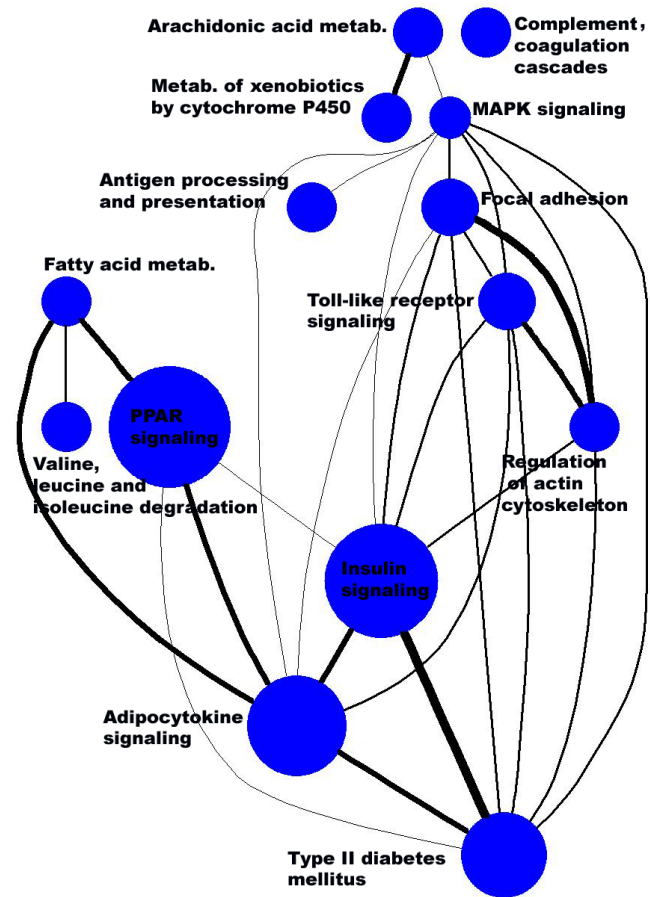 Arachidonic acid metab.
Complement,
coagulation
cascades
Metab. of xenobiotics
by cytochrome P450
MAPK signaling
Antigen processing
and presentation
Focal adhesion
Fatty acid metab.
Toll-like receptor
signaling
PPAR
signaling
Valine,
leucine and
isoleucine degradation
Regulation
of actin
cytoskeleton
Insulin
signaling
Adipocytokine
signaling
Type II diabetes
mellitus